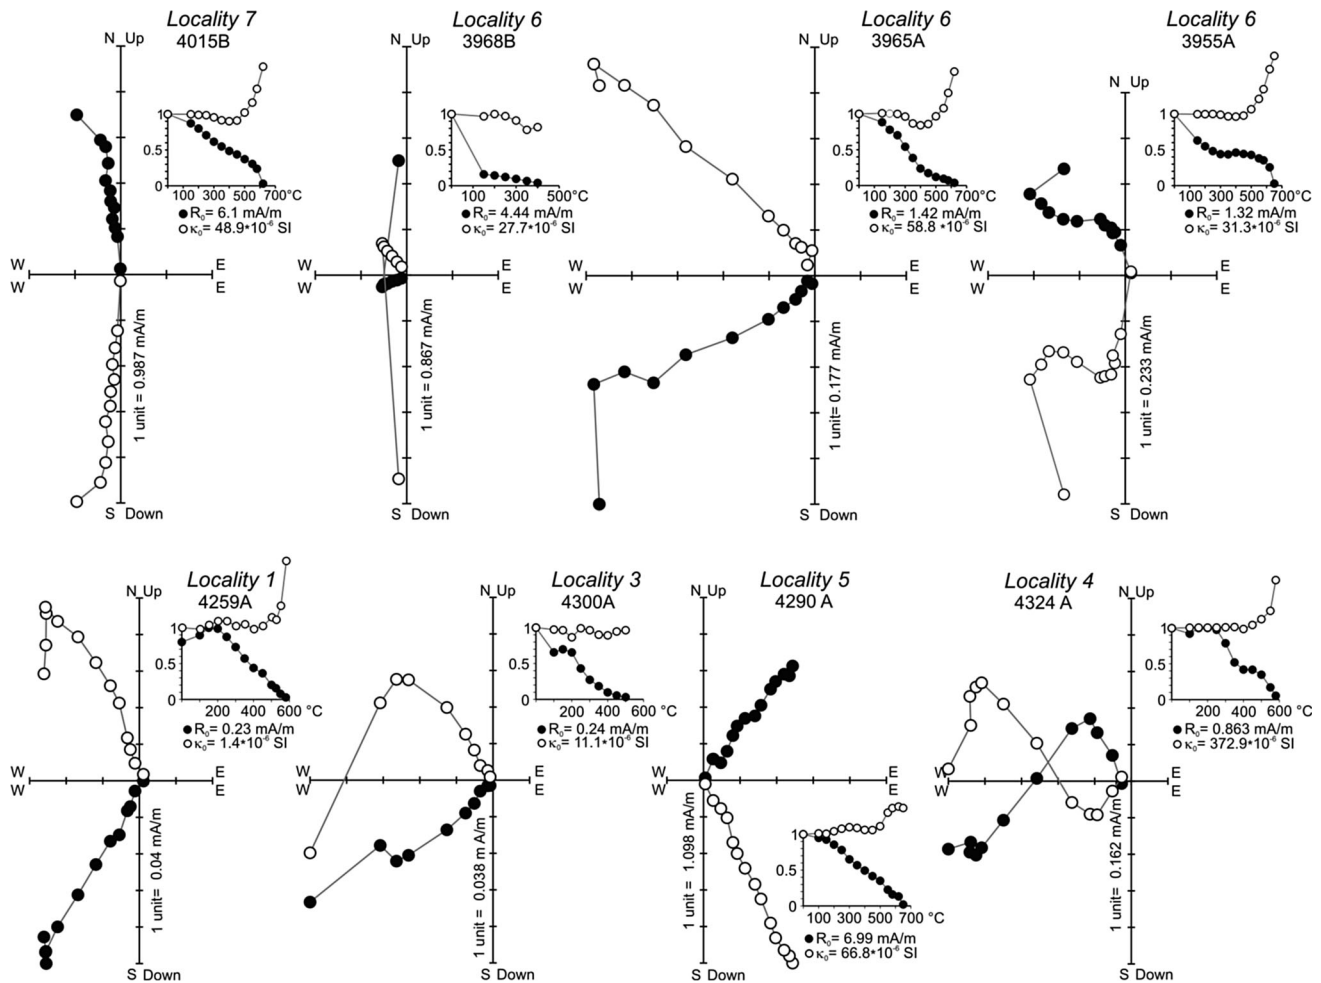 Locality 7
4015B
N Up
1
0.5
0
100 300 500 700°C
R₀= 6.1 mA/m
κ₀= 48.9*10⁻⁶ SI
W E
W E
1 unit = 0.987 mA/m
S Down
Locality 6
3968B
N Up
1
0.5
0
100 300 500°C
R₀= 4.44 mA/m
κ₀= 27.7*10⁻⁶ SI
W E
W E
1 unit = 0.867 mA/m
S Down
Locality 6
3965A
N Up
1
0.5
0
100 300 500 700°C
R₀= 1.42 mA/m
κ₀= 58.8 *10⁻⁶ SI
W E
W E
1 unit = 0.177 mA/m
S Down
Locality 6
3955A
N Up
1
0.5
0
100 300 500 700°C
R₀= 1.32 mA/m
κ₀= 31.3*10⁻⁶ SI
W E
W E
1 unit = 0.233 mA/m
S Down
Locality 1
4259A
N Up
1
0.5
0
200 400 600 °C
R₀= 0.23 mA/m
κ₀= 1.4*10⁻⁶ SI
W E
W E
1 unit= 0.04 mA/m
S Down
Locality 3
4300A
N Up
1
0.5
0
200 400 600 °C
R₀= 0.24 mA/m
κ₀= 11.1*10⁻⁶ SI
W E
W E
1 unit = 0.038 m A/m
S Down
Locality 5
4290 A
N Up
W E
W E
1
0.5
0
100 300 500 700 °C
R₀= 6.99 mA/m
κ₀= 66.8*10⁻⁶ SI
1 unit = 1.098 mA/m
S Down
Locality 4
4324 A
N Up
1
0.5
0
200 400 600 °C
R₀= 0.863 mA/m
κ₀= 372.9*10⁻⁶ SI
W E
W E
1 unit= 0.162 mA/m
S Down